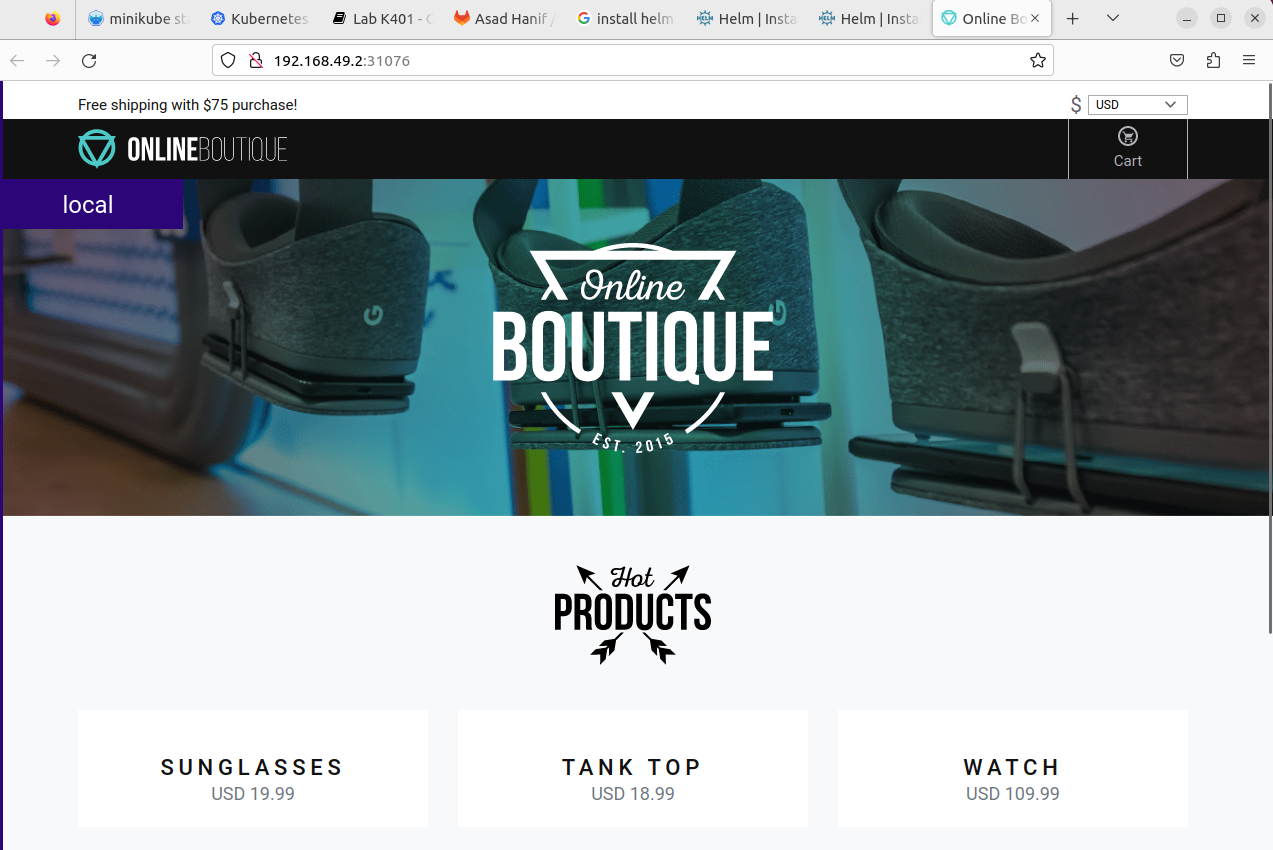 minikube st
Kubernetes
Lab K401 - C
Asad Hanif /
install helm
Helm | Insta
Helm | Insta
Online Bo
192.168.49.2:31076
Free shipping with $75 purchase!
$ USD
ONLINEBOUTIQUE
Cart
local
Online
BOUTIQUE
EST. 2015
Hot
PRODUCTS
SUNGLASSES
USD 19.99
TANK TOP
USD 18.99
WATCH
USD 109.99